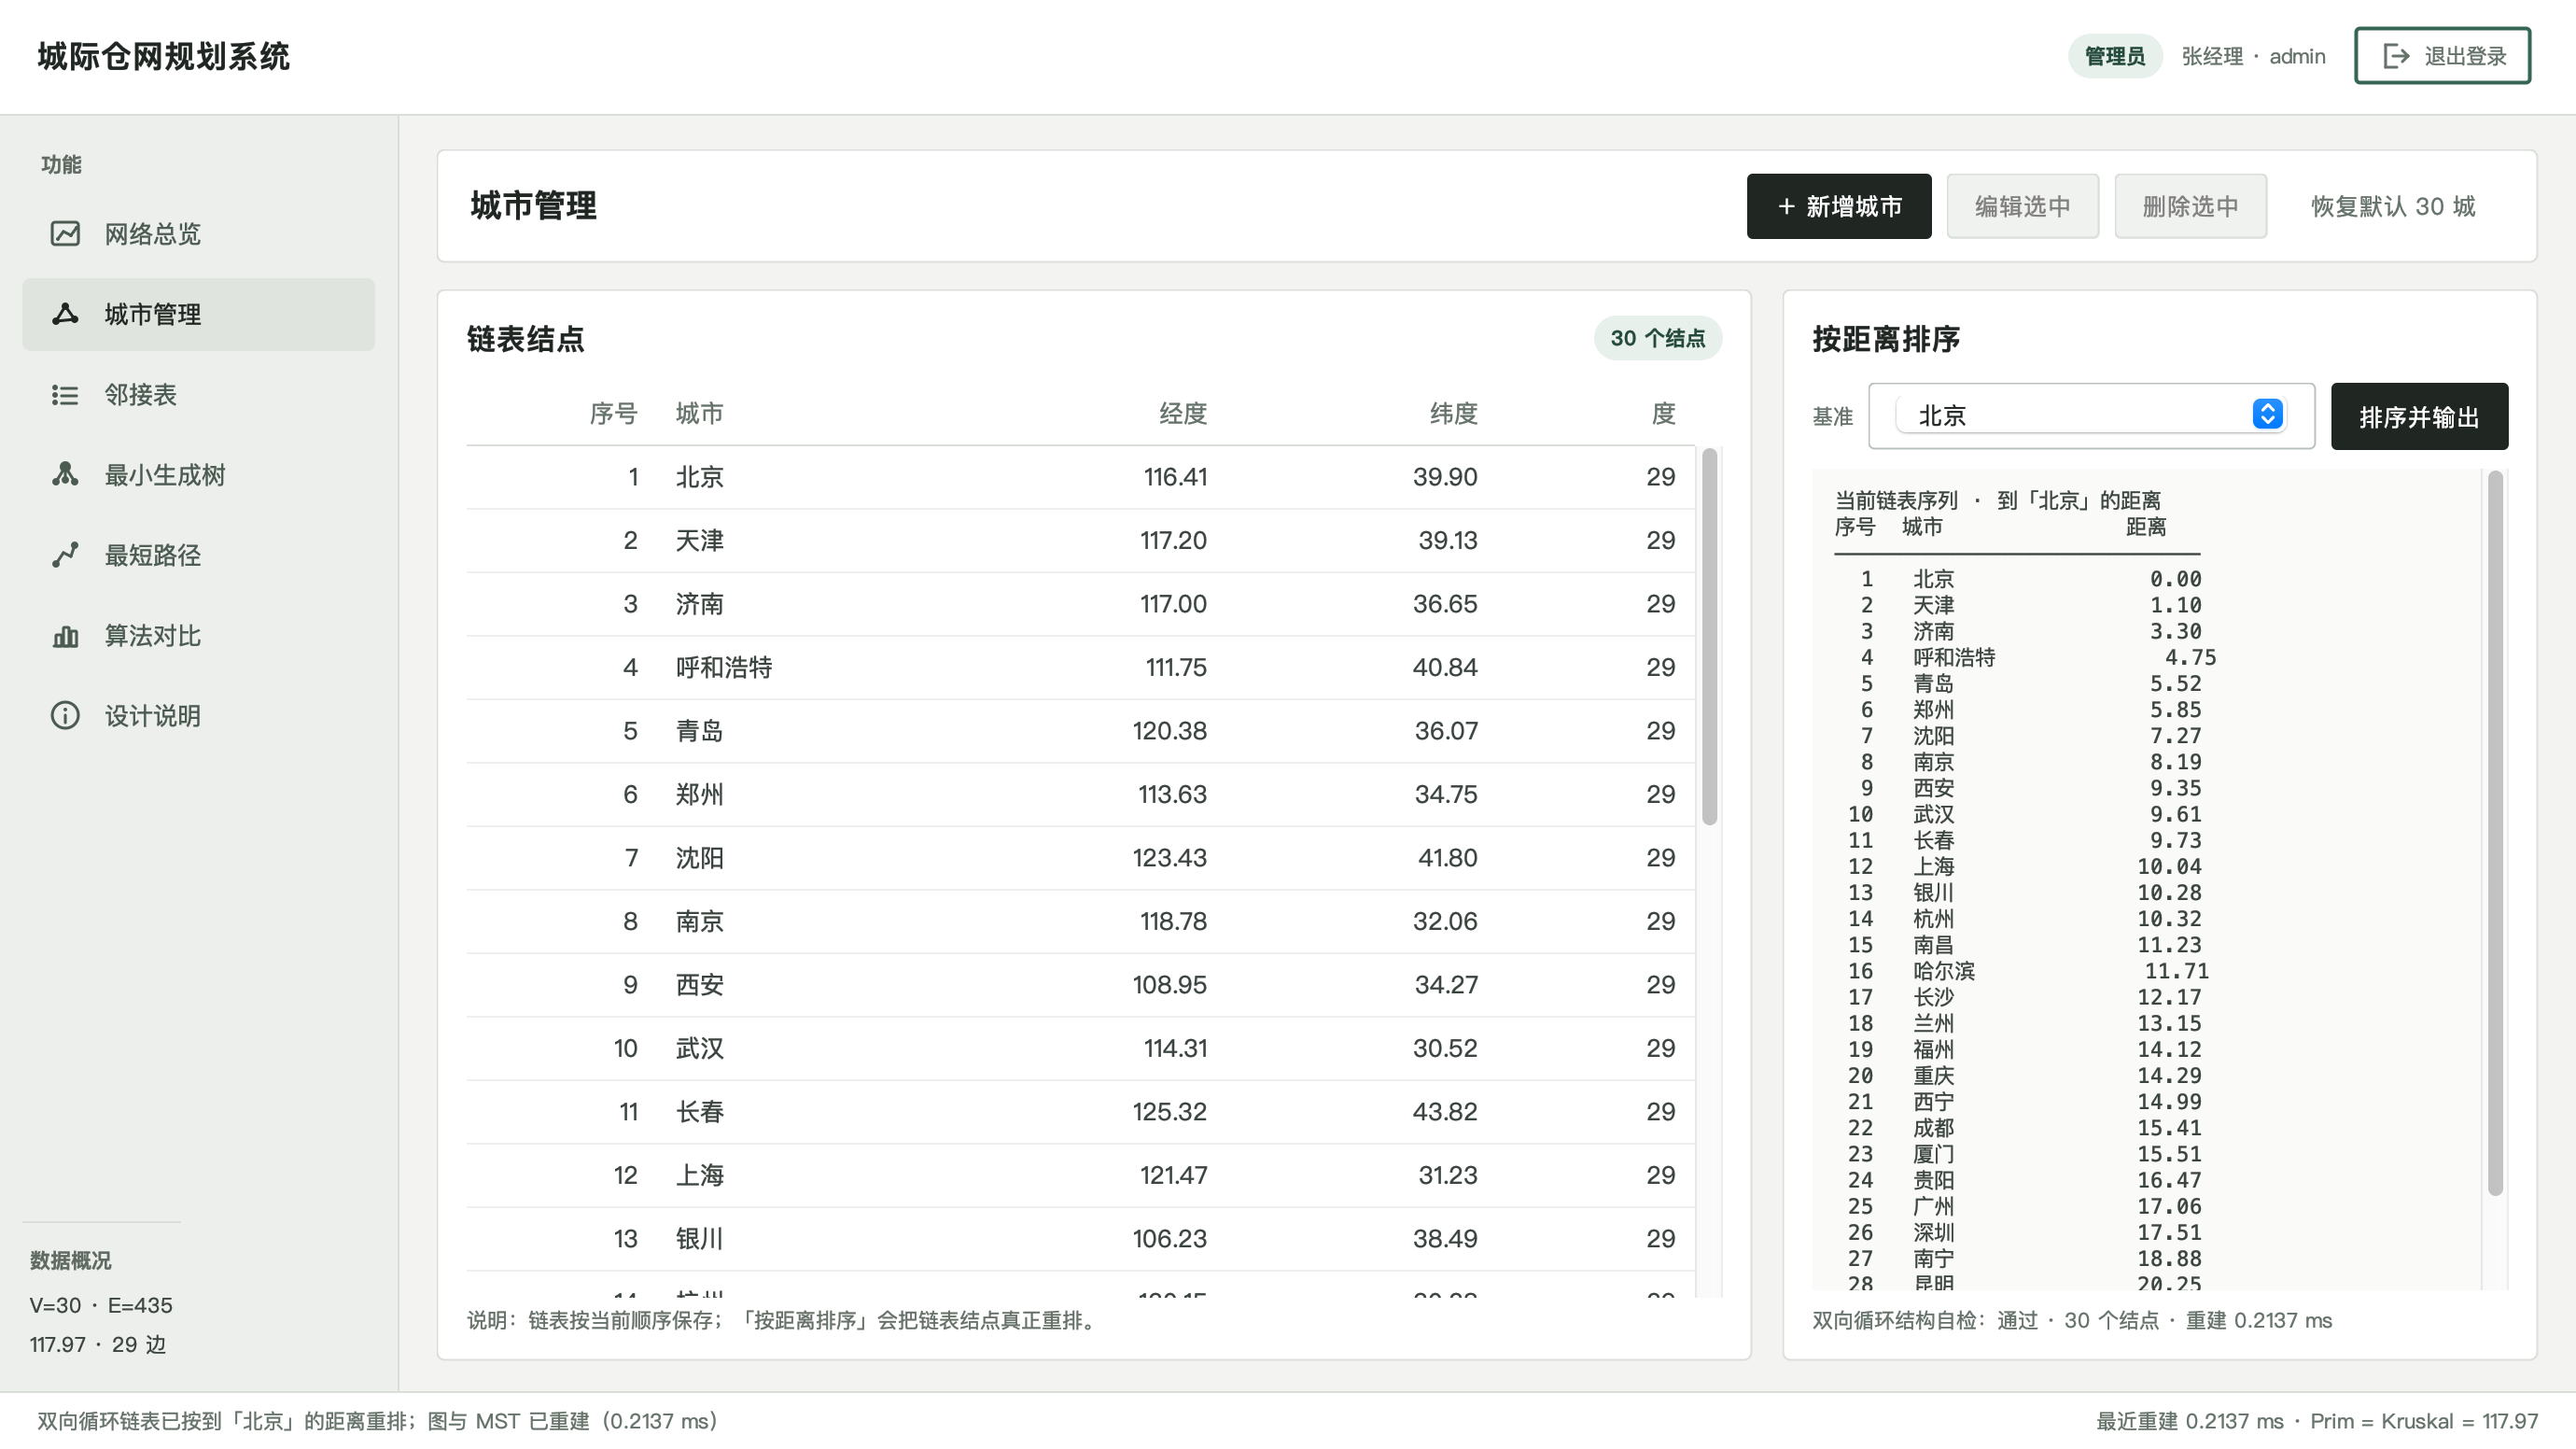 城际仓网规划系统
管理员 张经理 · admin 退出登录
功能
网络总览
城市管理
邻接表
最小生成树
最短路径
算法对比
设计说明
数据概况
V=30 · E=435
117.97 · 29 边
城市管理
+ 新增城市 编辑选中 删除选中 恢复默认 30 城
链表结点 30 个结点
序号 城市 经度 纬度 度
1 北京 116.41 39.90 29
2 天津 117.20 39.13 29
3 济南 117.00 36.65 29
4 呼和浩特 111.75 40.84 29
5 青岛 120.38 36.07 29
6 郑州 113.63 34.75 29
7 沈阳 123.43 41.80 29
8 南京 118.78 32.06 29
9 西安 108.95 34.27 29
10 武汉 114.31 30.52 29
11 长春 125.32 43.82 29
12 上海 121.47 31.23 29
13 银川 106.23 38.49 29
说明：链表按当前顺序保存；「按距离排序」会把链表结点真正重排。
按距离排序
基准 北京 排序并输出
当前链表序列 · 到「北京」的距离
序号 城市 距离
1 北京 0.00
2 天津 1.10
3 济南 3.30
4 呼和浩特 4.75
5 青岛 5.52
6 郑州 5.85
7 沈阳 7.27
8 南京 8.19
9 西安 9.35
10 武汉 9.61
11 长春 9.73
12 上海 10.04
13 银川 10.28
14 杭州 10.32
15 南昌 11.23
16 哈尔滨 11.71
17 长沙 12.17
18 兰州 13.15
19 福州 14.12
20 重庆 14.29
21 西宁 14.99
22 成都 15.41
23 厦门 15.51
24 贵阳 16.47
25 广州 17.06
26 深圳 17.51
27 南宁 18.88
28 昆明 20.25
双向循环结构自检：通过 · 30 个结点 · 重建 0.2137 ms
双向循环链表已按到「北京」的距离重排；图与 MST 已重建（0.2137 ms）
最近重建 0.2137 ms · Prim = Kruskal = 117.97